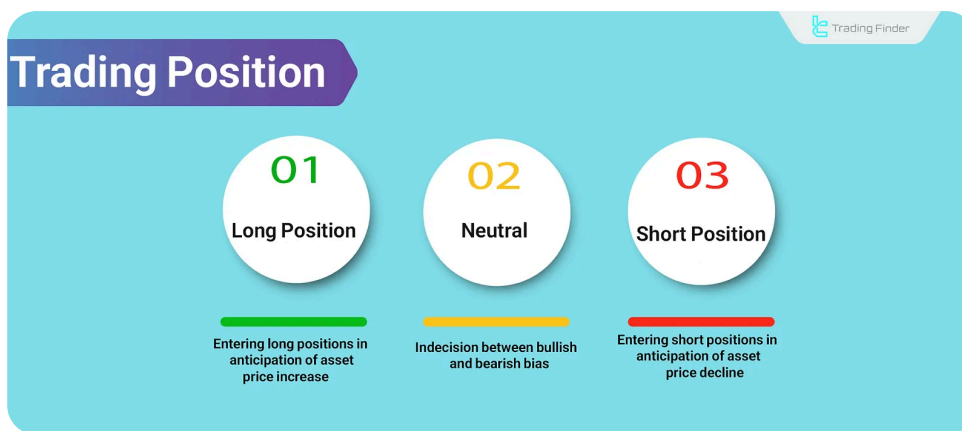 Trading Finder
Trading Position
01
Long Position
Entering long positions in
anticipation of asset
price increase
02
Neutral
Indecision between bullish
and bearish bias
03
Short Position
Entering short positions in
anticipation of asset
price decline